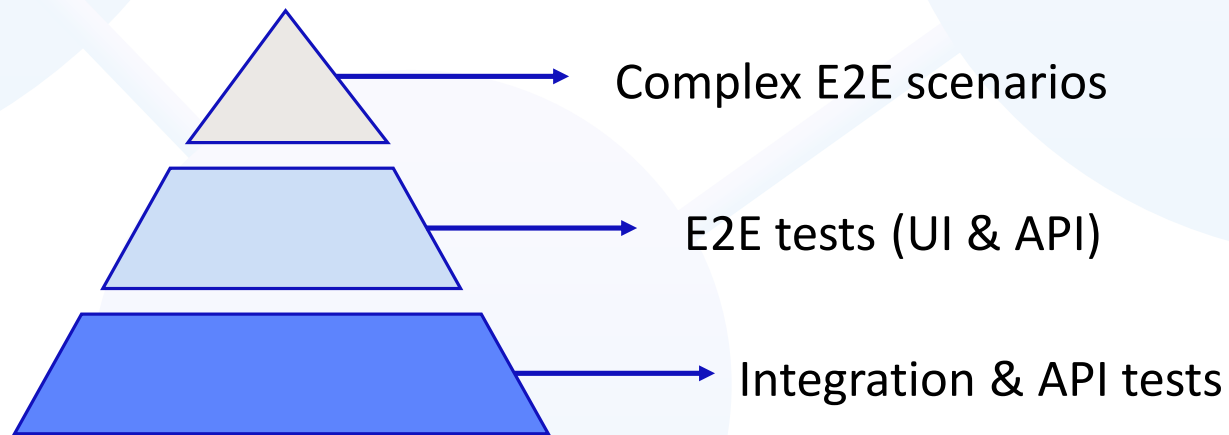 Complex E2E scenarios
E2E tests (UI & API)
Integration & API tests